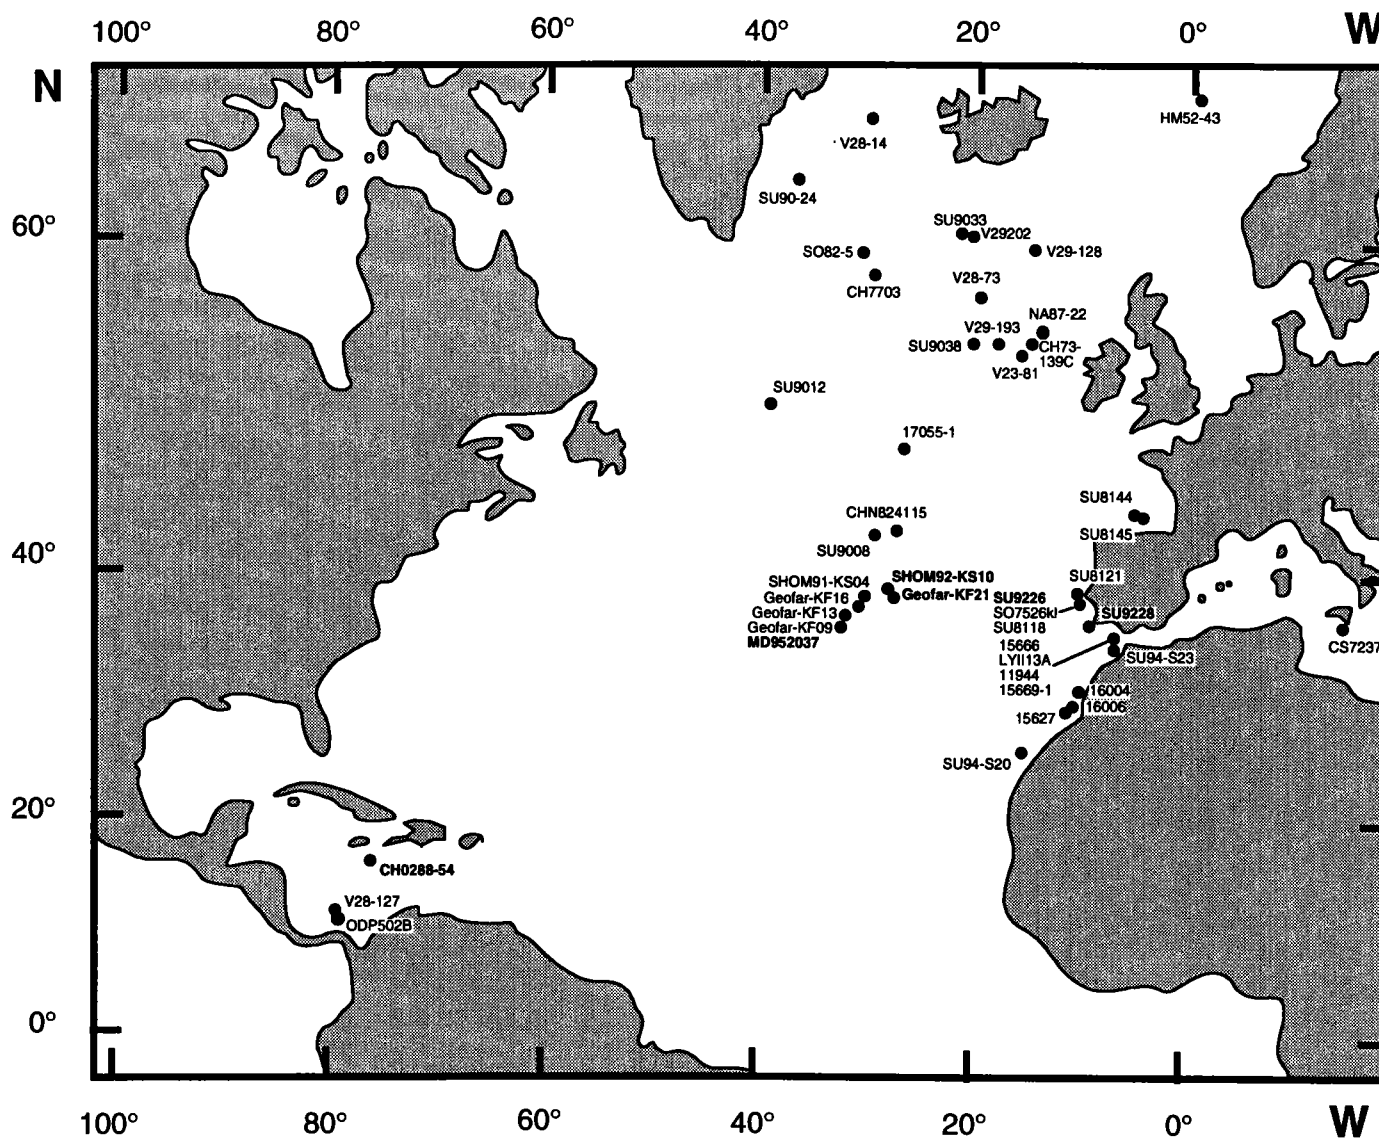 100° 80° 60° 40° 20° 0° W
N
HM52-43
V28-14
SU90-24
60°
SU9033
V29202
SO82-5
V29-128
V28-73
CH7703
NA87-22
V29-193
SU9038
CH73-
139C
V23-81
SU9012
17055-1
SU8144
CHN824115
SU8145
SU9008
40°
SHOM92-KS10
SU8121
SHOM91-KS04
Geofar-KF21
Geofar-KF16
SU9226
Geofar-KF13
SO7526kl
SU9228
Geofar-KF09
SU8118
MD952037
15666
CS7237
LYII13A
SU94-S23
11944
15669-1
16004
16006
15627
SU94-S20
20°
CH0288-54
V28-127
ODP502B
0°
100° 80° 60° 40° 20° 0° W